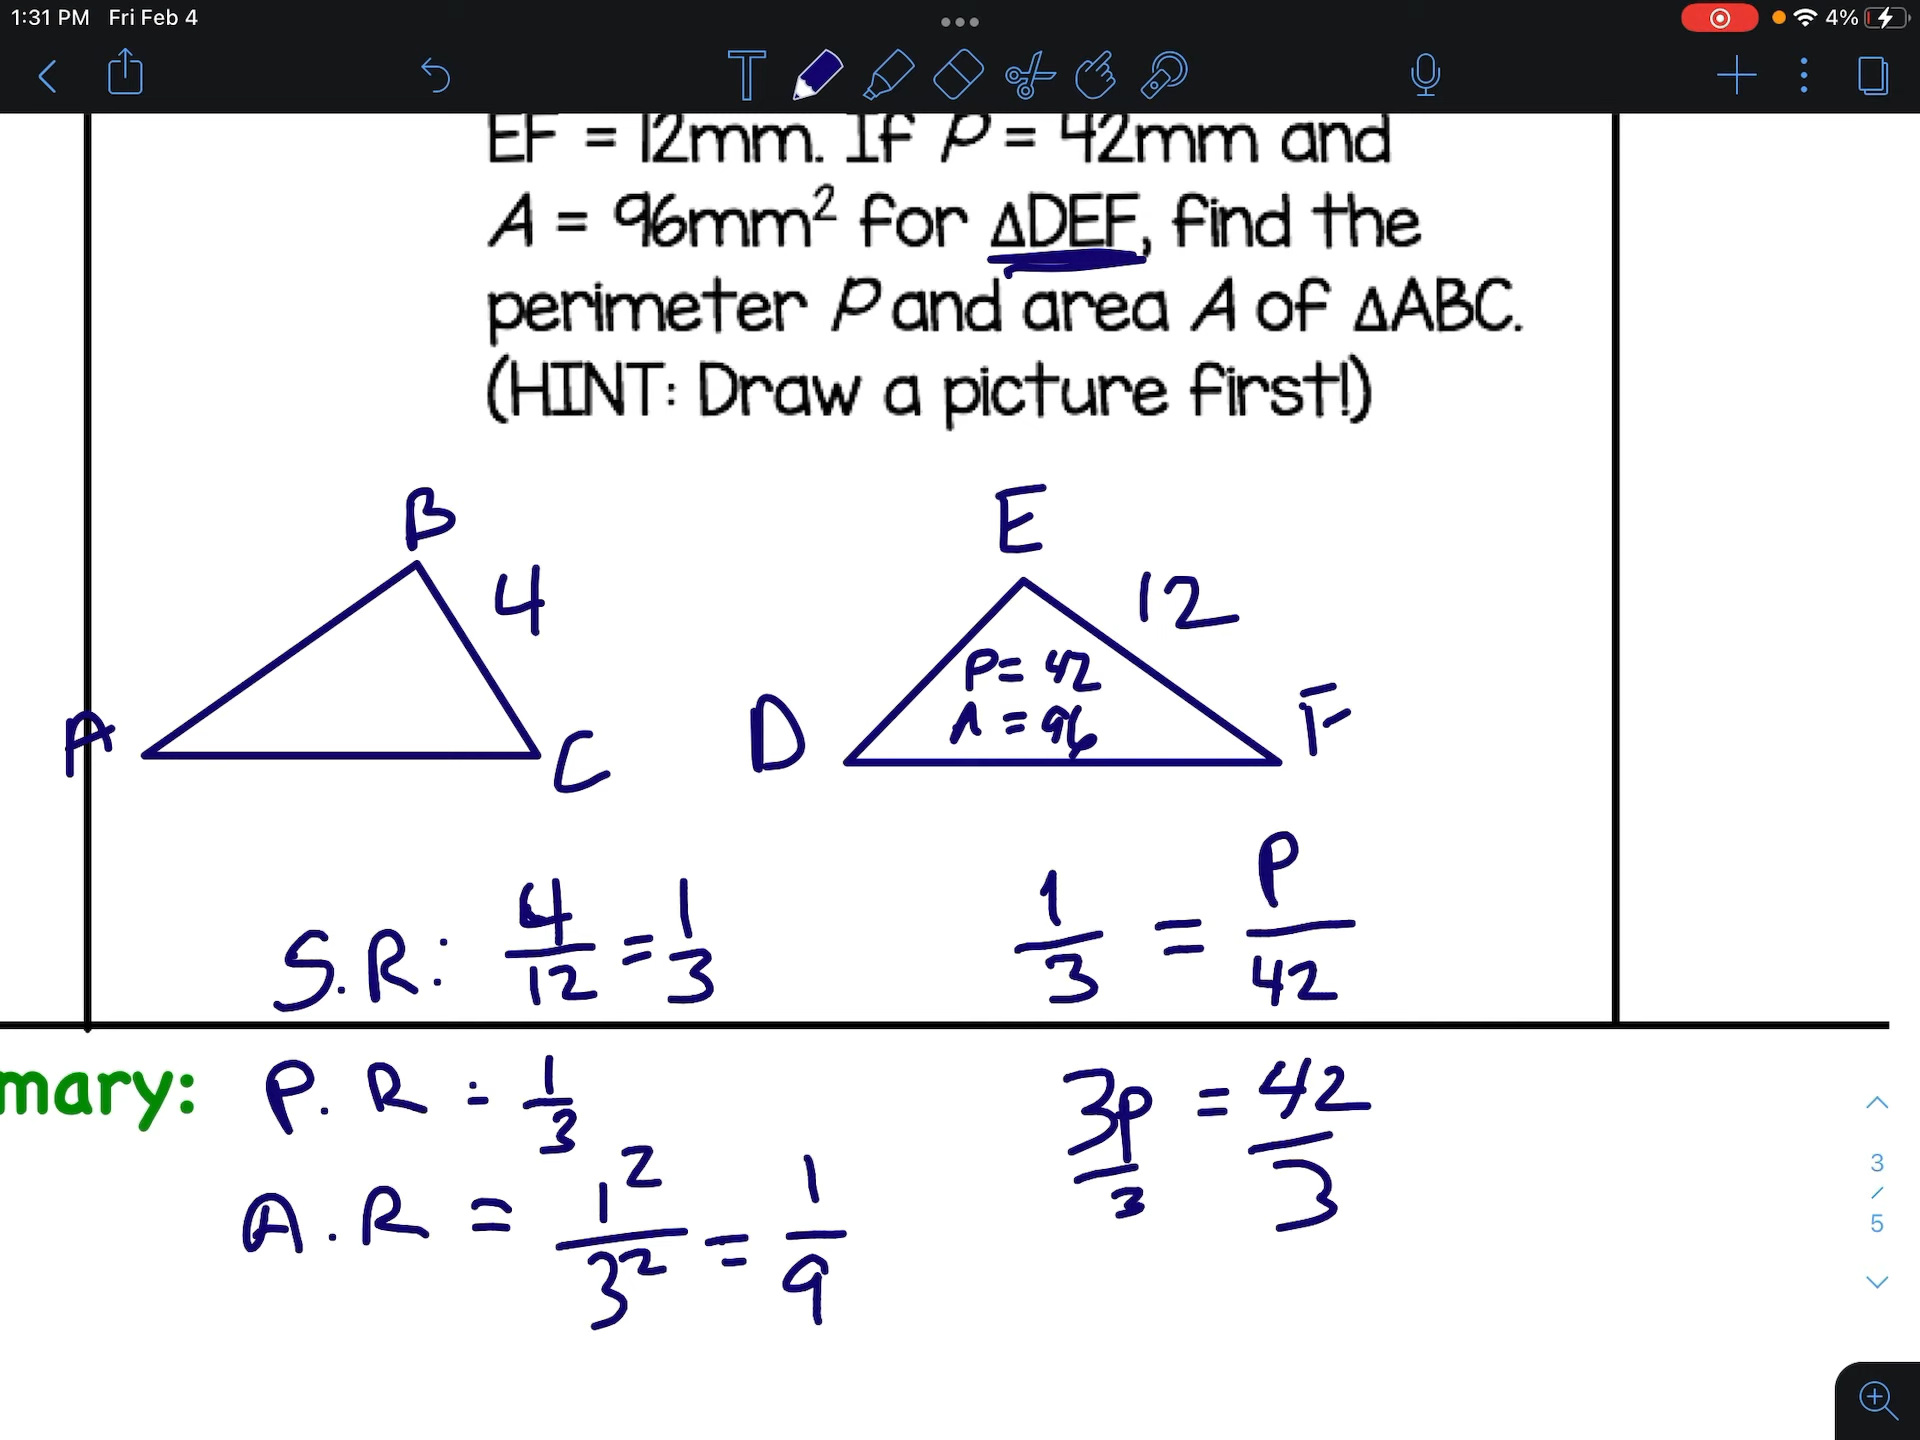 1:31 PM Fri Feb 4
4%
EF = 12mm. If P = 42mm and
A = 96mm² for ΔDEF, find the
perimeter P and area A of ΔABC.
(HINT: Draw a picture first!)
B
4
A
C
E
12
P = 42
A = 96
D
F
S.R: 4/12 = 1/3
1/3 = P/42
mary: P.R = 1/3
3p/3 = 42/3
A.R = 1²/3² = 1/9
3
/
5